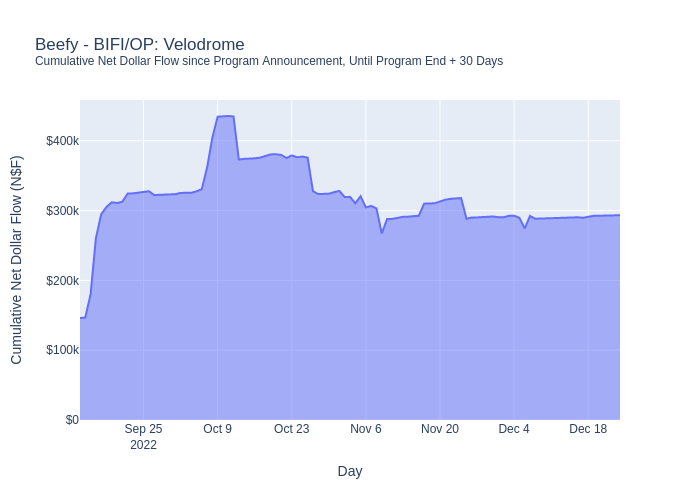 Beefy - BIFI/OP: Velodrome
Cumulative Net Dollar Flow since Program Announcement, Until Program End + 30 Days
Cumulative Net Dollar Flow (N$F)
$400k
$300k
$200k
$100k
$0
Sep 25
2022
Oct 9
Oct 23
Nov 6
Nov 20
Dec 4
Dec 18
Day